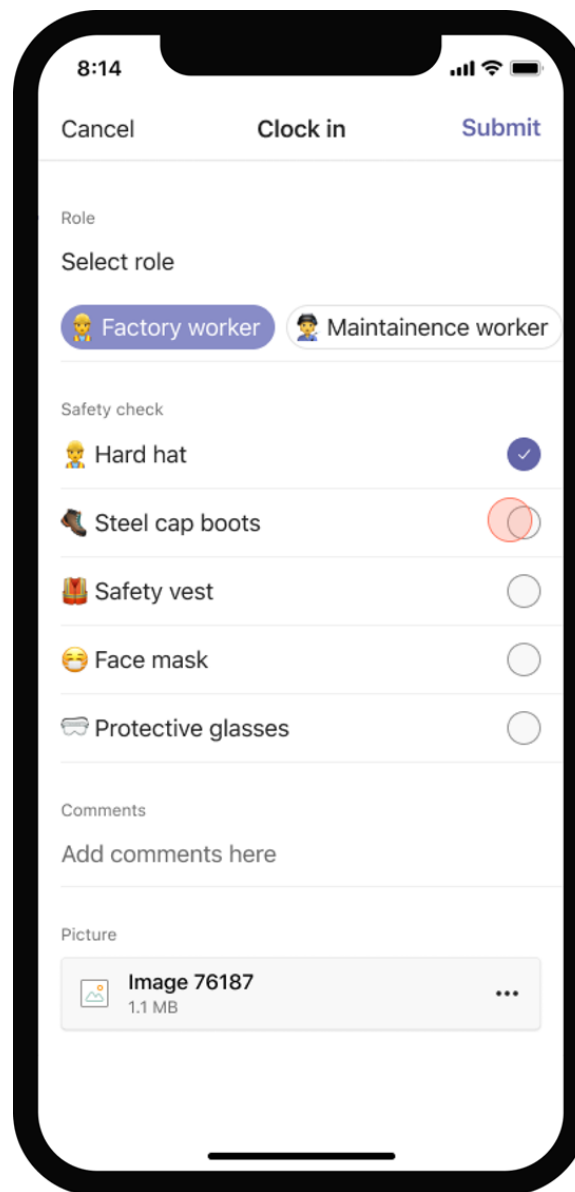 8:14
Cancel Clock in Submit
Role
Select role
Factory worker Maintainence worker
Safety check
Hard hat
Steel cap boots
Safety vest
Face mask
Protective glasses
Comments
Add comments here
Picture
Image 76187
1.1 MB